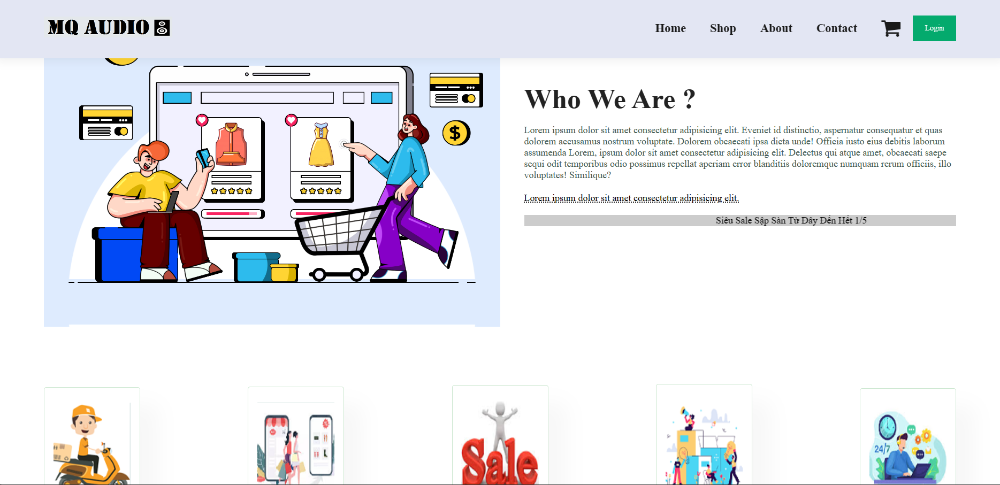 MQ AUDIO
Home
Shop
About
Contact
Login
$
Who We Are ?
Lorem ipsum dolor sit amet consectetur adipisicing elit. Eveniet id distinctio, aspernatur consequatur et quas
dolorem accusamus nostrum voluptate. Dolorem obcaecati ipsa dicta unde! Officia iusto eius debitis laborum
assumenda Lorem, ipsum dolor sit amet consectetur adipisicing elit. Delectus qui atque amet, obcaecati saepe
sequi odit temporibus odio possimus repellat aperiam error blanditiis doloremque numquam rerum officiis, illo
voluptates! Similique?
Lorem ipsum dolor sit amet consectetur adipisicing elit.
Siêu Sale Sập Sàn Từ Đây Đến Hết 1/5
Sale
24/7